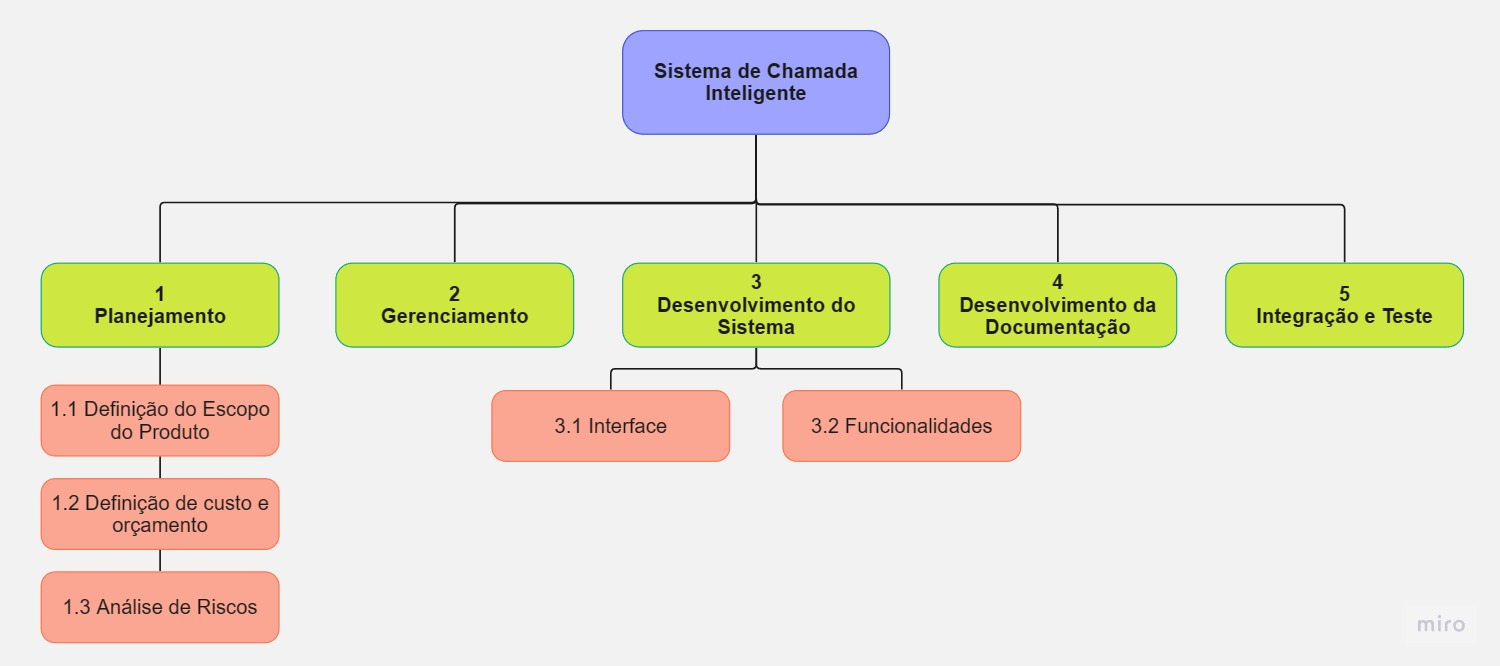 Sistema de Chamada
Inteligente
1
Planejamento
2
Gerenciamento
3
Desenvolvimento do
Sistema
4
Desenvolvimento da
Documentação
5
Integração e Teste
1.1 Definição do Escopo
do Produto
3.1 Interface
3.2 Funcionalidades
1.2 Definição de custo e
orçamento
1.3 Análise de Riscos
miro